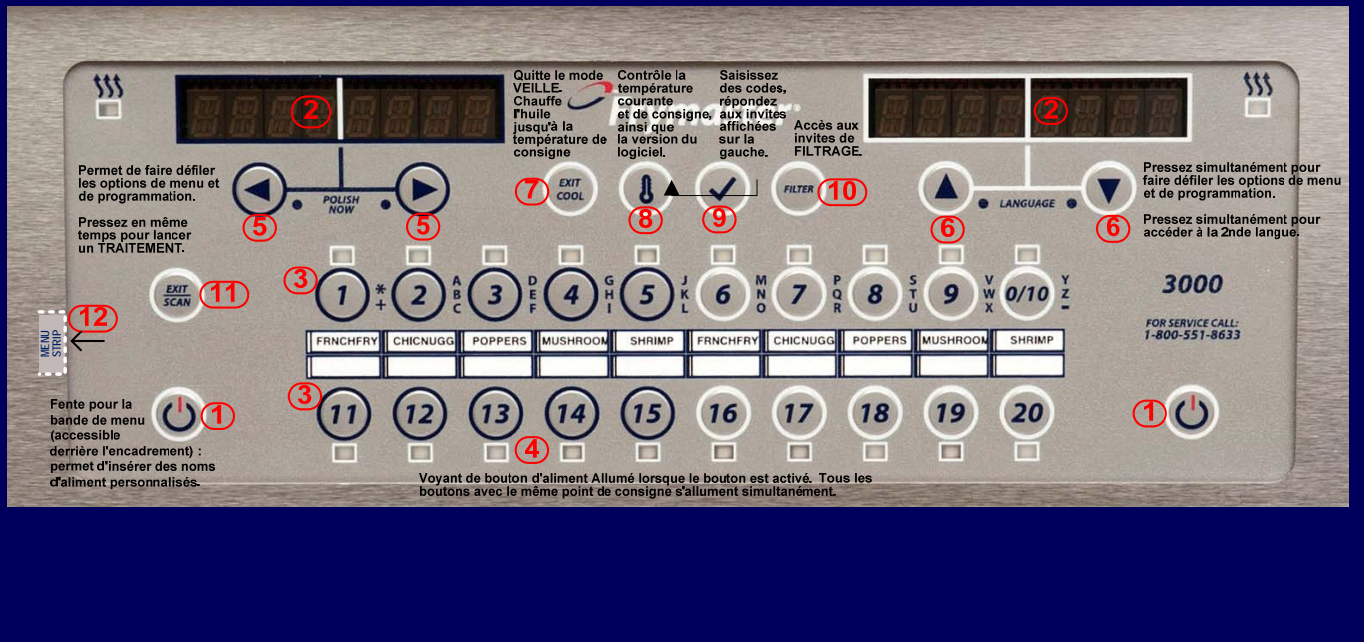 Quitte le mode
VEILLE.
Chauffe
l'huile
jusqu'à la
température de
consigne
Contrôle la
température
courante
et de consigne,
ainsi que
la version du
logiciel.
Saisissez
des codes,
répondez
aux invites
affichées
sur la
gauche.
Accès aux
invites de
FILTRAGE.
Frymaster
2
2
Permet de faire défiler
les options de menu et
de programmation.
Pressez en même
temps pour lancer
un TRAITEMENT.
POLISH
NOW
5
5
7
EXIT
COOL
8
9
FILTER
10
LANGUAGE
6
6
Pressez simultanément pour
faire défiler les options de menu
et de programmation.
Pressez simultanément pour
accéder à la 2nde langue.
EXIT
SCAN
11
3
1
* +
2
A B C
3
D E F
4
G H I
5
J K L
6
M N O
7
P Q R
8
S T U
9
V W X
0/10
Y Z –
3000
FOR SERVICE CALL:
1-800-551-8633
12
MENU
STRIP
FRNCHFRY CHICNUGG POPPERS MUSHROOM SHRIMP FRNCHFRY CHICNUGG POPPERS MUSHROOM SHRIMP
Fente pour la
bande de menu
(accessible
derrière l'encadrement) :
permet d'insérer des noms
d'aliment personnalisés.
1
3
11 12 13 14 15 16 17 18 19 20
1
4
Voyant de bouton d'aliment Allumé lorsque le bouton est activé. Tous les
boutons avec le même point de consigne s'allument simultanément.